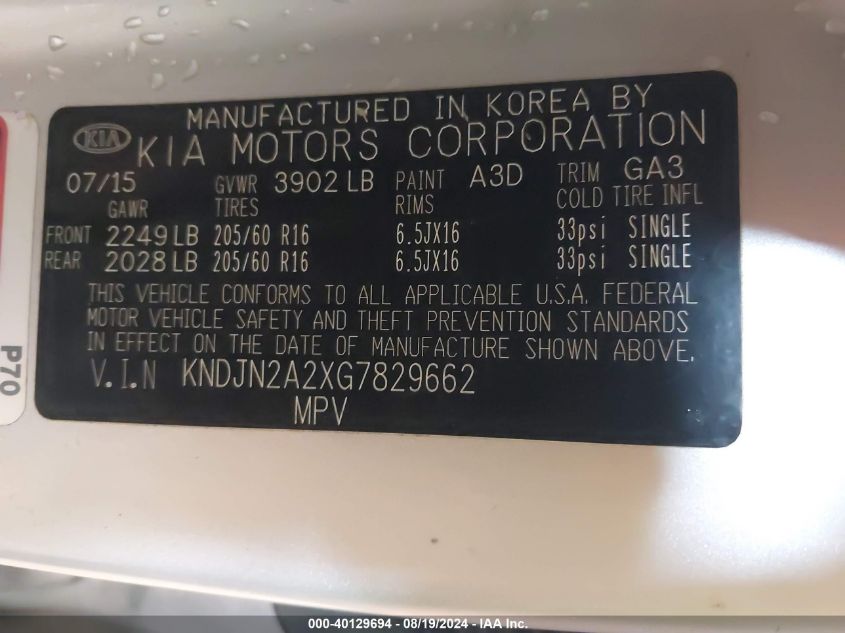 MANUFACTURED IN KOREA BY
KIA KIA MOTORS CORPORATION
07/15 GVWR 3902 LB PAINT A3D TRIM GA3
GAWR TIRES RIMS COLD TIRE INFL
FRONT 2249 LB 205/60 R16 6.5JX16 33psi SINGLE
REAR 2028 LB 205/60 R16 6.5JX16 33psi SINGLE
THIS VEHICLE CONFORMS TO ALL APPLICABLE U.S.A. FEDERAL
MOTOR VEHICLE SAFETY AND THEFT PREVENTION STANDARDS
IN EFFECT ON THE DATE OF MANUFACTURE SHOWN ABOVE.
V.I.N KNDJN2A2XG7829662
MPV
P70
000-40129694 - 08/19/2024 - IAA Inc.